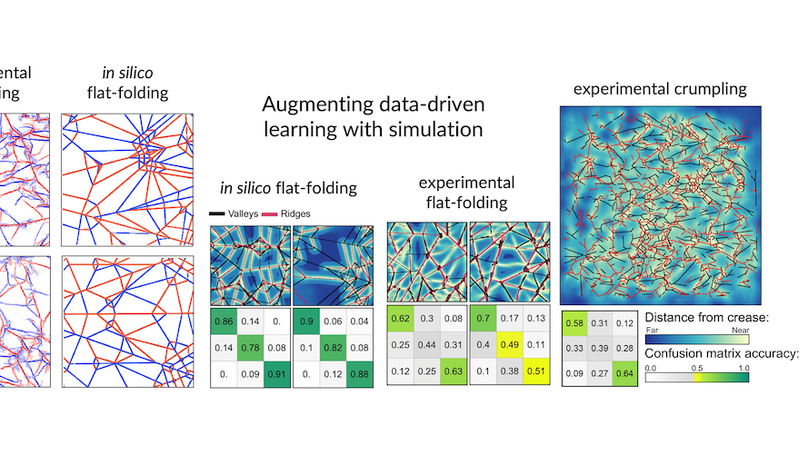 ental
ing
in silico
flat-folding
Augmenting data-driven
learning with simulation
in silico flat-folding
Valleys Ridges
0.86 0.14 0.
0.14 0.78 0.08
0. 0.09 0.91
0.9 0.06 0.04
0.1 0.82 0.08
0. 0.12 0.88
experimental
flat-folding
0.62 0.3 0.08
0.25 0.44 0.31
0.12 0.25 0.63
0.7 0.17 0.13
0.4 0.49 0.11
0.1 0.38 0.51
experimental crumpling
0.58 0.31 0.12
0.33 0.39 0.28
0.09 0.27 0.64
Distance from crease:
Far Near
Confusion matrix accuracy:
0.0 0.5 1.0